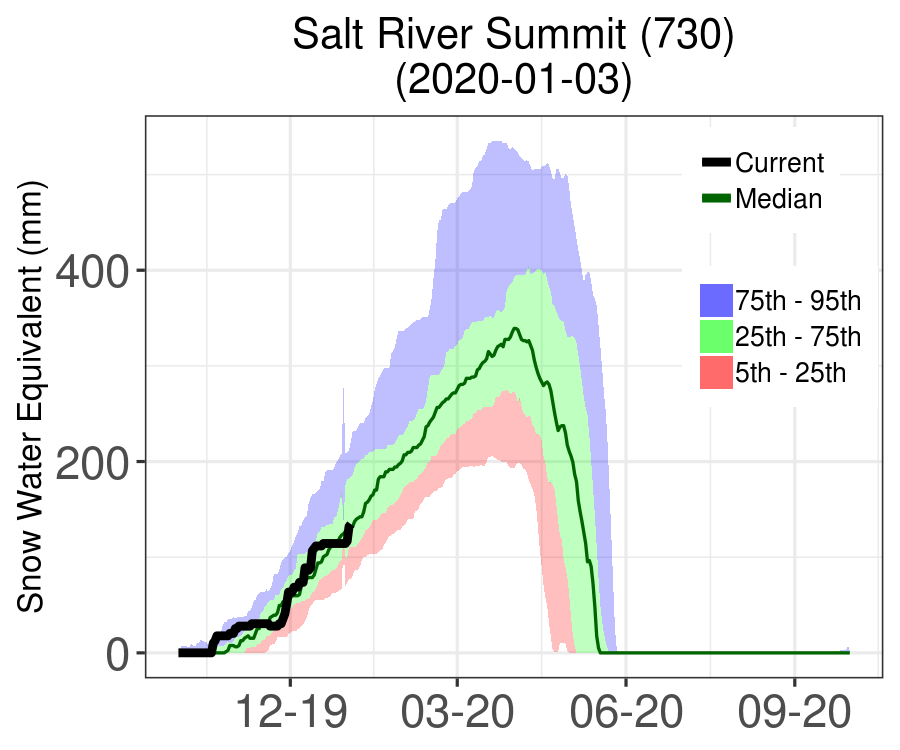 Salt River Summit (730)
(2020-01-03)
Snow Water Equivalent (mm)
400
200
0
12-19
03-20
06-20
09-20
Current
Median
75th - 95th
25th - 75th
5th - 25th